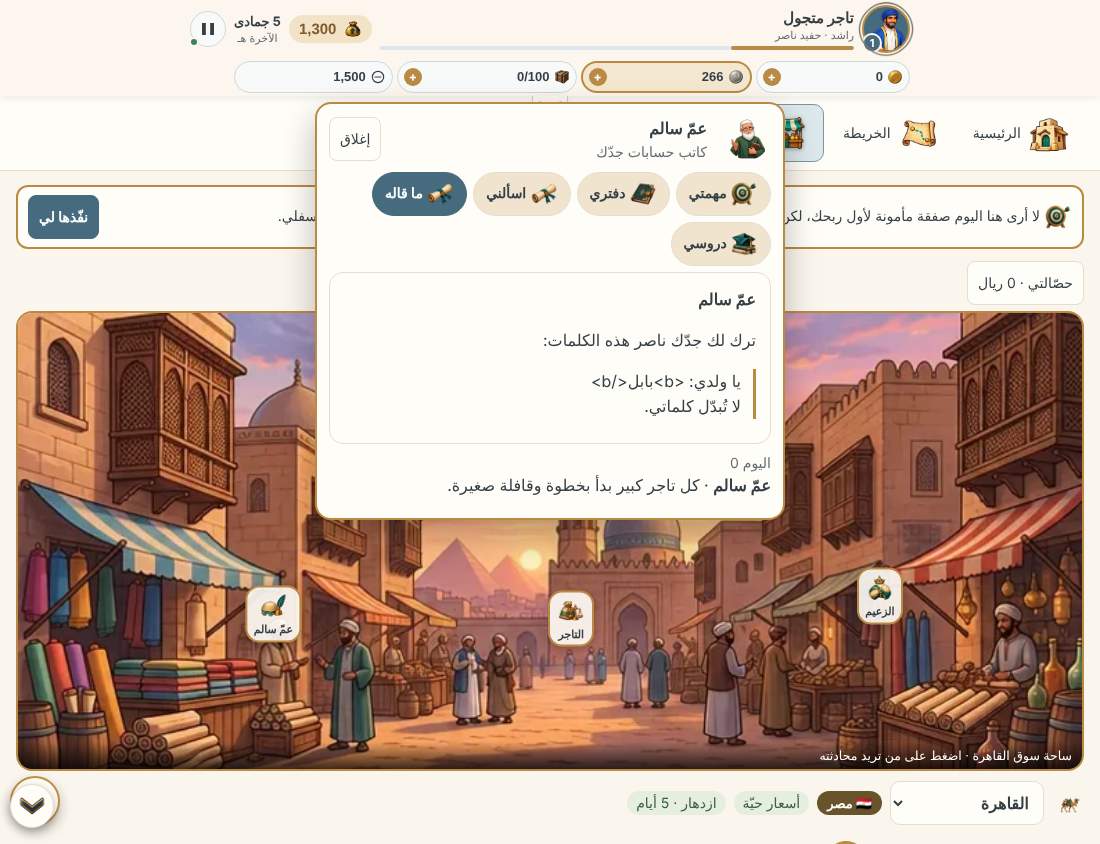 تاجر متجول
راشد · حفيد ناصر
1
1,300
5 جمادى
الآخرة هـ
0
266
0/100
1,500
الرئيسية
الخريطة
لا أرى هنا اليوم صفقة مأمونة لأول ربحك، لكن
سفلي.
نفّذها لي
حصّالتي · 0 ريال
عمّ سالم
كاتب حسابات جدّك
إغلاق
مهمتي
دفتري
اسألني
ما قاله
دروسي
عمّ سالم
ترك لك جدّك ناصر هذه الكلمات:
يا ولدي: <b>بابل</b>
لا تُبدّل كلماتي.
اليوم 0
عمّ سالم · كل تاجر كبير بدأ بخطوة وقافلة صغيرة.
الزعيم
التاجر
عمّ سالم
ساحة سوق القاهرة · اضغط على من تريد محادثته
القاهرة
مصر
أسعار حيّة
ازدهار · 5 أيام